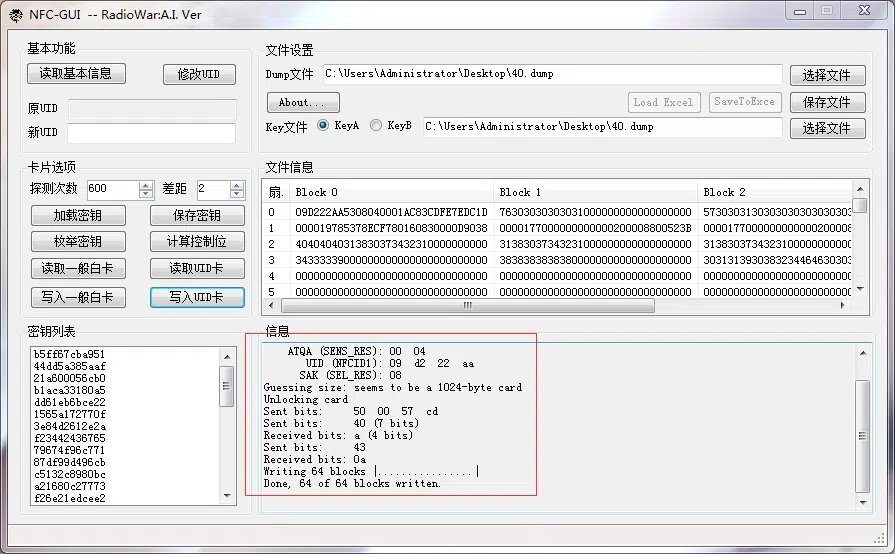 NFC-GUI -- RadioWar:A.I. Ver
基本功能
读取基本信息
修改UID
原UID
新UID
文件设置
Dump文件
C:\Users\Administrator\Desktop\40.dump
选择文件
About...
Load Excel
SaveToExce
保存文件
Key文件
KeyA
KeyB
C:\Users\Administrator\Desktop\40.dump
选择文件
卡片选项
探测次数
600
差距
2
加载密钥
保存密钥
枚举密钥
计算控制位
读取一般白卡
读取UID卡
写入一般白卡
写入UID卡
文件信息
扇.
Block 0
Block 1
Block 2
0 09D222AA5308040001AC83CDFE7EDC1D 76303030303031000000000000000000 573030313030303030303030303
1 000019785378ECF780160830000D9038 00001770000000000200008800523B 00001770000000000200008
2 40404040313830373432310000000000 31383037343231000000000000000000 31383037343231000000000000
3 34333339000000000000000000000000 38383838383800000000000000000000 303131393038323446463030
4 00000000000000000000000000000000 00000000000000000000000000000000 000000000000000000000000
5 00000000000000000000000000000000 00000000000000000000000000000000 000000000000000000000000
密钥列表
b5ff67cba951
44dd5a385aaf
21a600056cb0
b1aca33180a5
dd61eb6bce22
1565a172770f
3e84d2612e2a
f23442436765
79674f96c771
87df99d496cb
c5132c8980bc
a21680c27773
f26e21edcee2
信息
ATQA (SENS_RES): 00 04
UID (NFCID1): 09 d2 22 aa
SAK (SEL_RES): 08
Guessing size: seems to be a 1024-byte card
Unlocking card
Sent bits: 50 00 57 cd
Sent bits: 40 (7 bits)
Received bits: a (4 bits)
Sent bits: 43
Received bits: 0a
Writing 64 blocks |................|
Done, 64 of 64 blocks written.